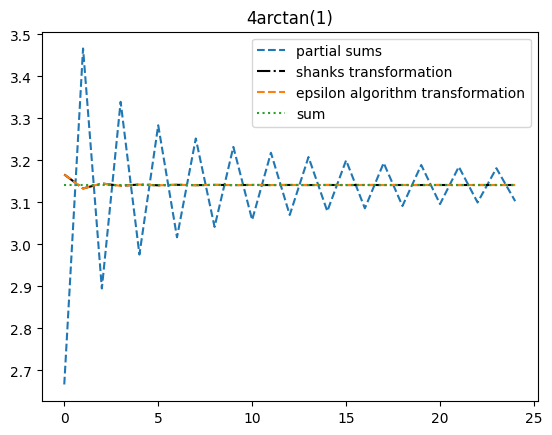 4arctan(1)
partial sums
shanks transformation
epsilon algorithm transformation
sum
3.5
3.4
3.3
3.2
3.1
3.0
2.9
2.8
2.7
0 5 10 15 20 25